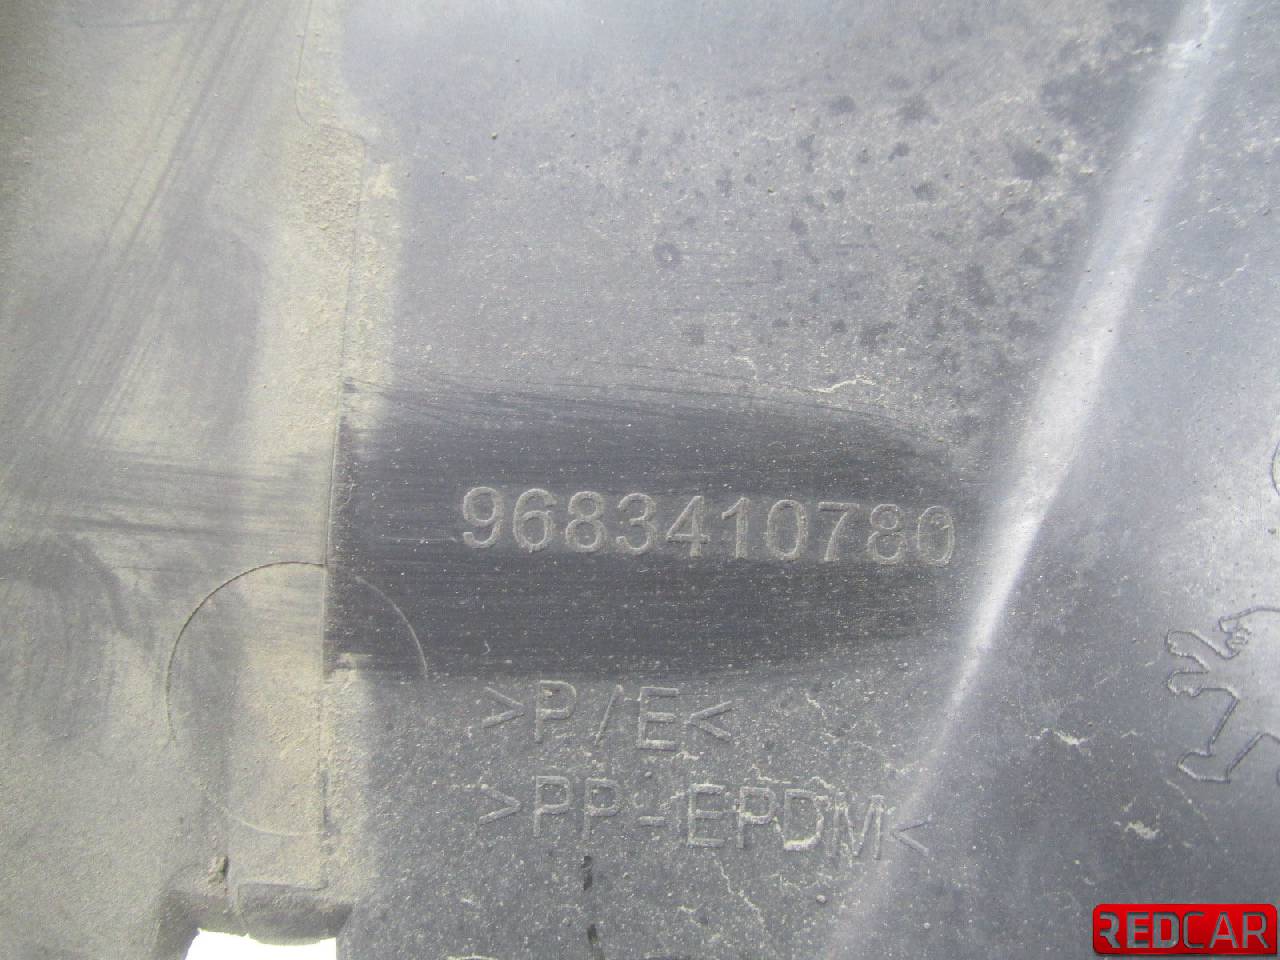 9683410780
>P/E<
>PP-EPDM<
REDCAR